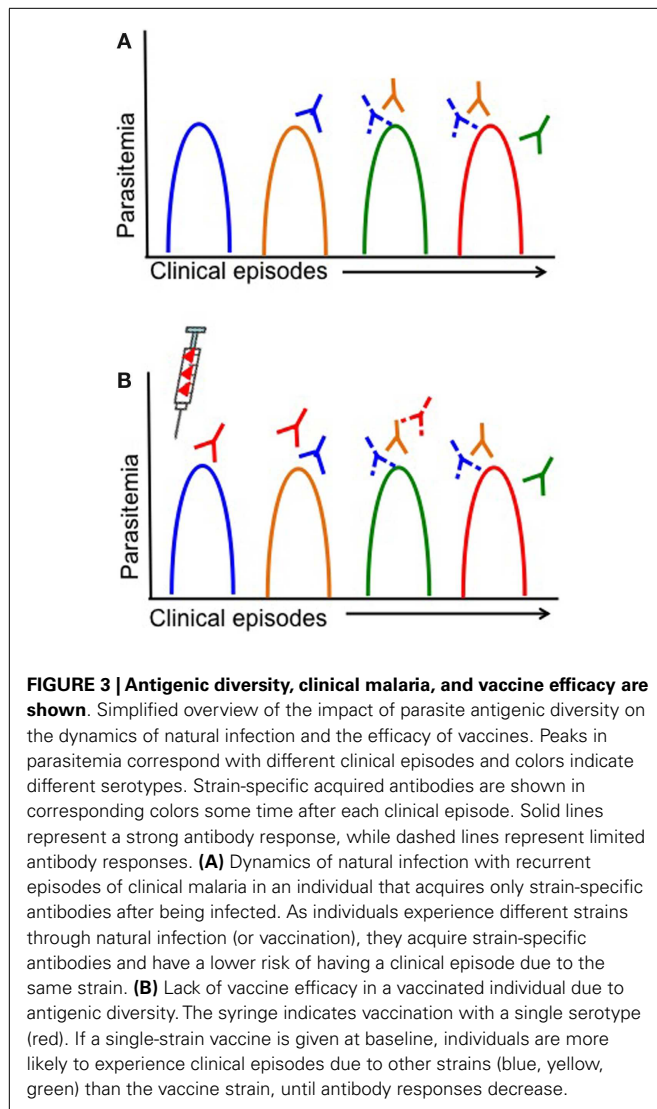 A
Parasitemia
Clinical episodes
B
Parasitemia
Clinical episodes
FIGURE 3 | Antigenic diversity, clinical malaria, and vaccine efficacy are
shown. Simplified overview of the impact of parasite antigenic diversity on
the dynamics of natural infection and the efficacy of vaccines. Peaks in
parasitemia correspond with different clinical episodes and colors indicate
different serotypes. Strain-specific acquired antibodies are shown in
corresponding colors some time after each clinical episode. Solid lines
represent a strong antibody response, while dashed lines represent limited
antibody responses. (A) Dynamics of natural infection with recurrent
episodes of clinical malaria in an individual that acquires only strain-specific
antibodies after being infected. As individuals experience different strains
through natural infection (or vaccination), they acquire strain-specific
antibodies and have a lower risk of having a clinical episode due to the
same strain. (B) Lack of vaccine efficacy in a vaccinated individual due to
antigenic diversity. The syringe indicates vaccination with a single serotype
(red). If a single-strain vaccine is given at baseline, individuals are more
likely to experience clinical episodes due to other strains (blue, yellow,
green) than the vaccine strain, until antibody responses decrease.